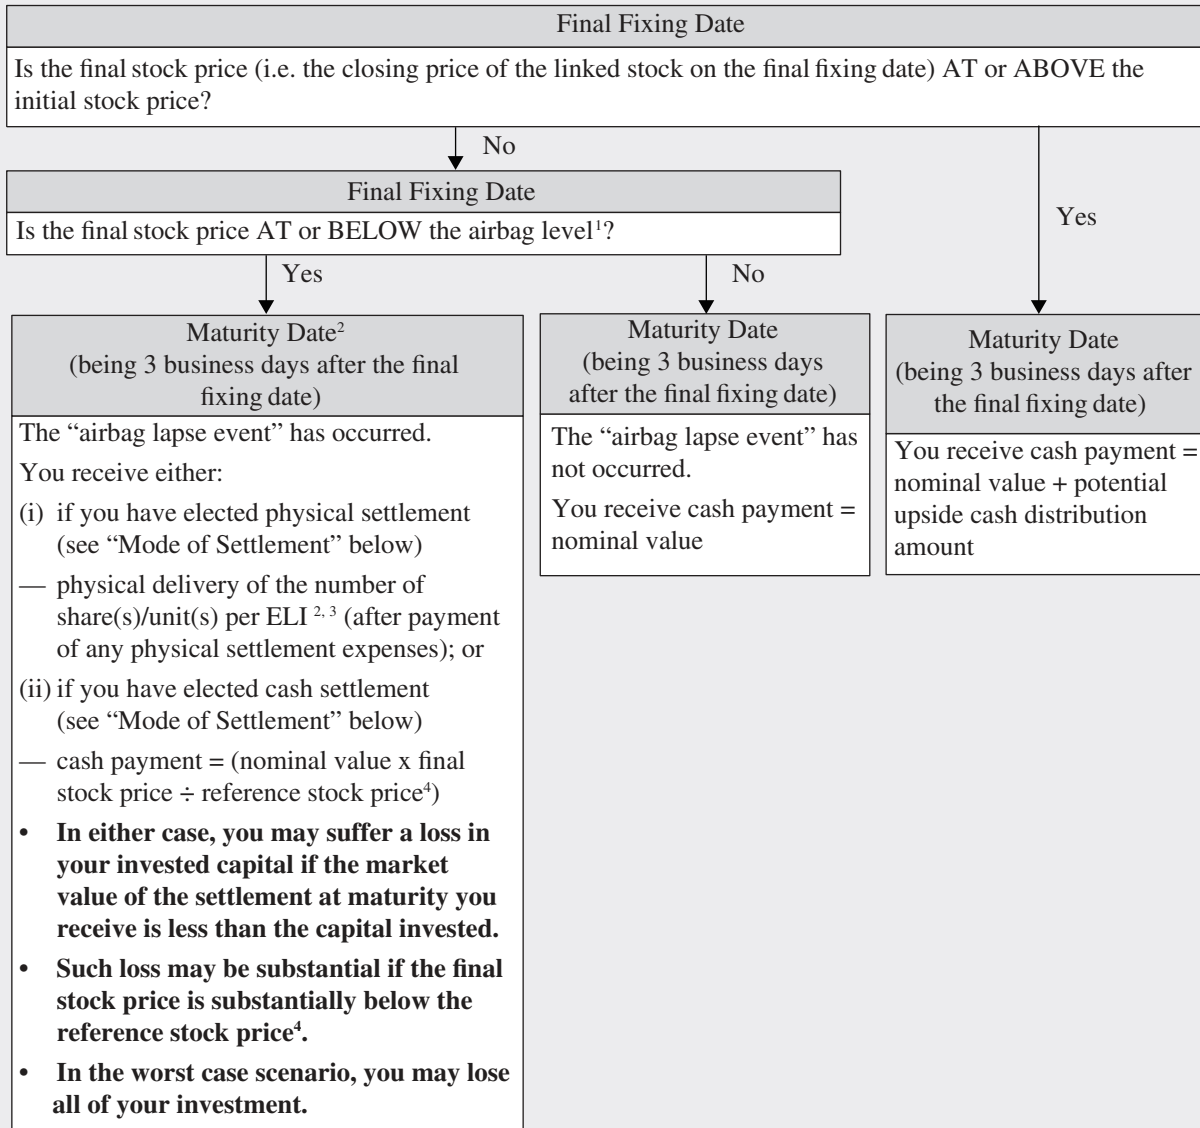 Final Fixing Date
Is the final stock price (i.e. the closing price of the linked stock on the final fixing date) AT or ABOVE the
initial stock price?
No
Yes
Final Fixing Date
Is the final stock price AT or BELOW the airbag level¹?
Yes
No
Maturity Date²
(being 3 business days after the final
fixing date)
The “airbag lapse event” has occurred.
You receive either:
(i) if you have elected physical settlement
(see “Mode of Settlement” below)
— physical delivery of the number of
share(s)/unit(s) per ELI ²,³ (after payment
of any physical settlement expenses); or
(ii) if you have elected cash settlement
(see “Mode of Settlement” below)
— cash payment = (nominal value x final
stock price ÷ reference stock price⁴)
• In either case, you may suffer a loss in
your invested capital if the market
value of the settlement at maturity you
receive is less than the capital invested.
• Such loss may be substantial if the final
stock price is substantially below the
reference stock price⁴.
• In the worst case scenario, you may lose
all of your investment.
Maturity Date
(being 3 business days
after the final fixing date)
The “airbag lapse event” has
not occurred.
You receive cash payment =
nominal value
Maturity Date
(being 3 business days after
the final fixing date)
You receive cash payment =
nominal value + potential
upside cash distribution
amount